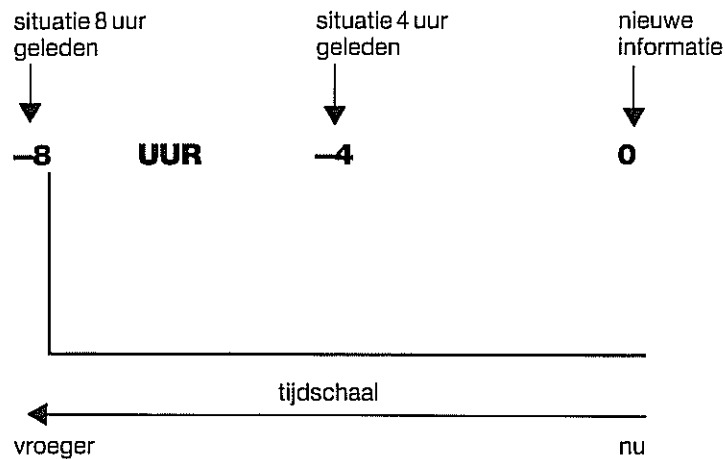 situatie 8 uur
geleden
situatie 4 uur
geleden
nieuwe
informatie
–8 UUR –4 0
tijdschaal
vroeger nu